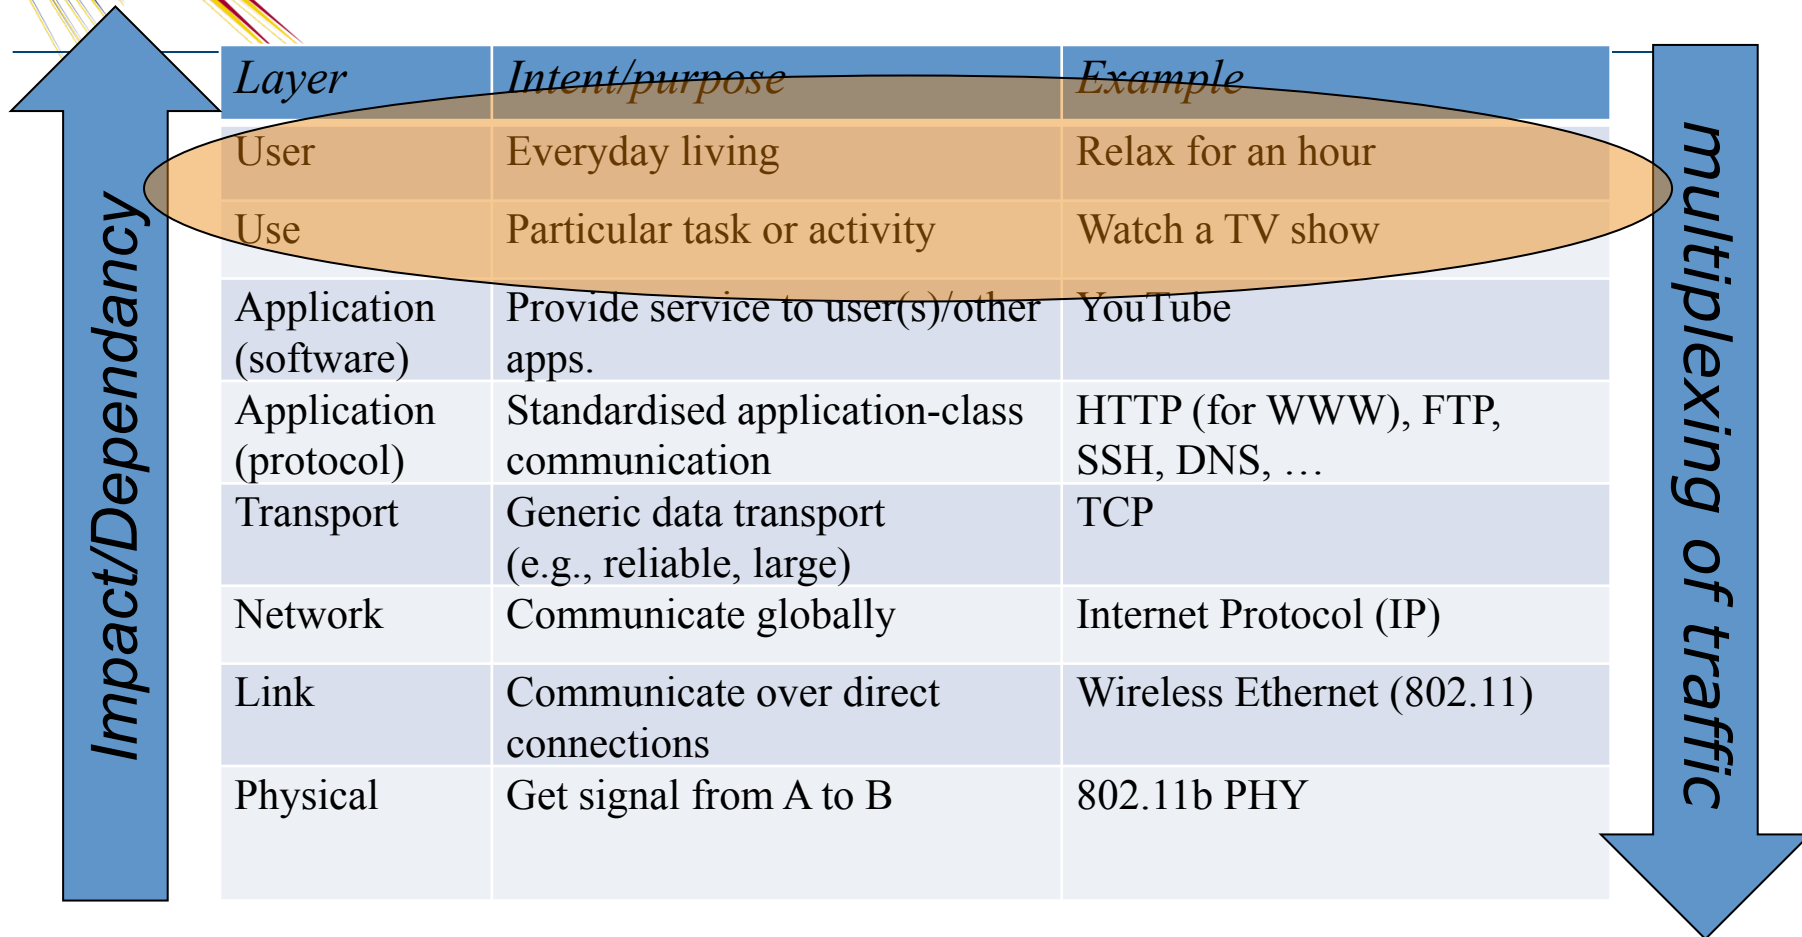 Impact/Dependancy
Layer Intent/purpose Example
User Everyday living Relax for an hour
Use Particular task or activity Watch a TV show
Application Provide service to user(s)/other YouTube
(software) apps.
Application Standardised application-class HTTP (for WWW), FTP,
(protocol) communication SSH, DNS, …
Transport Generic data transport TCP
(e.g., reliable, large)
Network Communicate globally Internet Protocol (IP)
Link Communicate over direct Wireless Ethernet (802.11)
connections
Physical Get signal from A to B 802.11b PHY
multiplexing of traffic